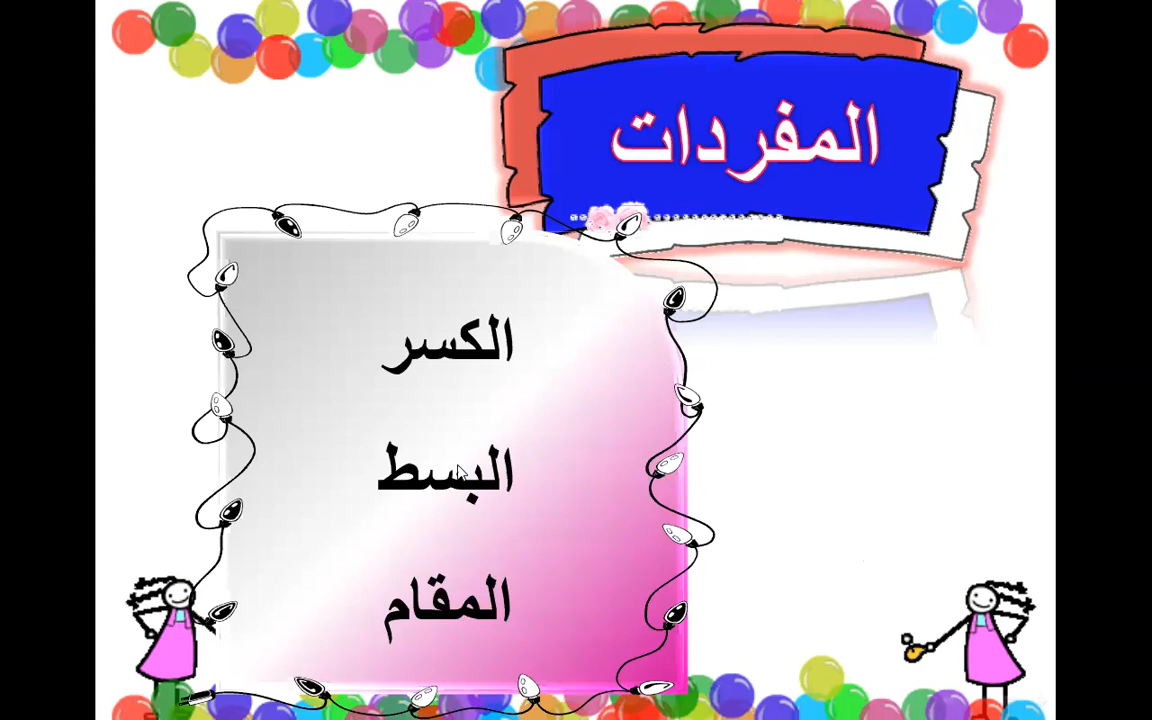 المفردات
الكسر
البسط
المقام